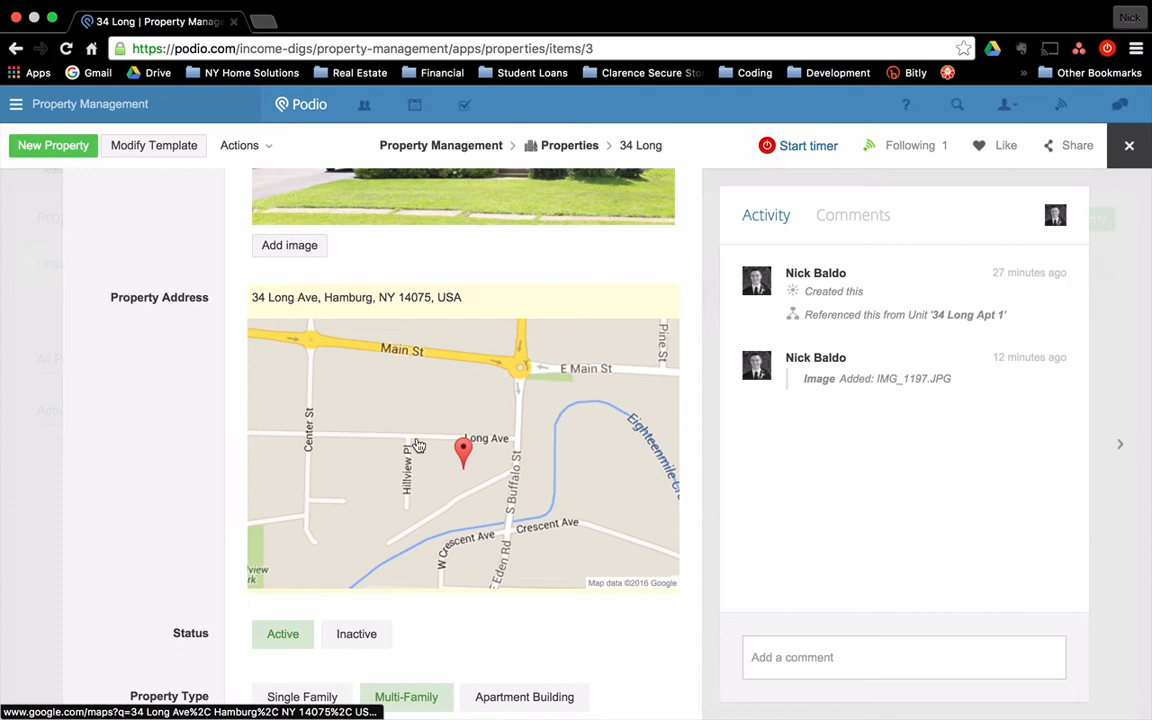 34 Long | Property Manag
Nick
https://podio.com/income-digs/property-management/apps/properties/items/3
Apps Gmail Drive NY Home Solutions Real Estate Financial Student Loans Clarence Secure Sto Coding Development Bitly » Other Bookmarks
Property Management Podio ?
New Property Modify Template Actions Property Management > Properties > 34 Long Start timer Following 1 Like Share
Add image
Property Address
34 Long Ave, Hamburg, NY 14075, USA
Main St
E Main St
Pine St
Center St
Long Ave
Hillview Pl
S Buffalo St
Eighteenmile Cr
Crescent Ave
W Crescent Ave
Eden Rd
view
Map data ©2016 Google
Status
Active Inactive
Property Type
Single Family Multi-Family Apartment Building
Activity Comments
Nick Baldo 27 minutes ago
Created this
Referenced this from Unit '34 Long Apt 1'
Nick Baldo 12 minutes ago
Image Added: IMG_1197.JPG
Add a comment
www.google.com/maps?q=34 Long Ave%2C Hamburg%2C NY 14075%2C US...